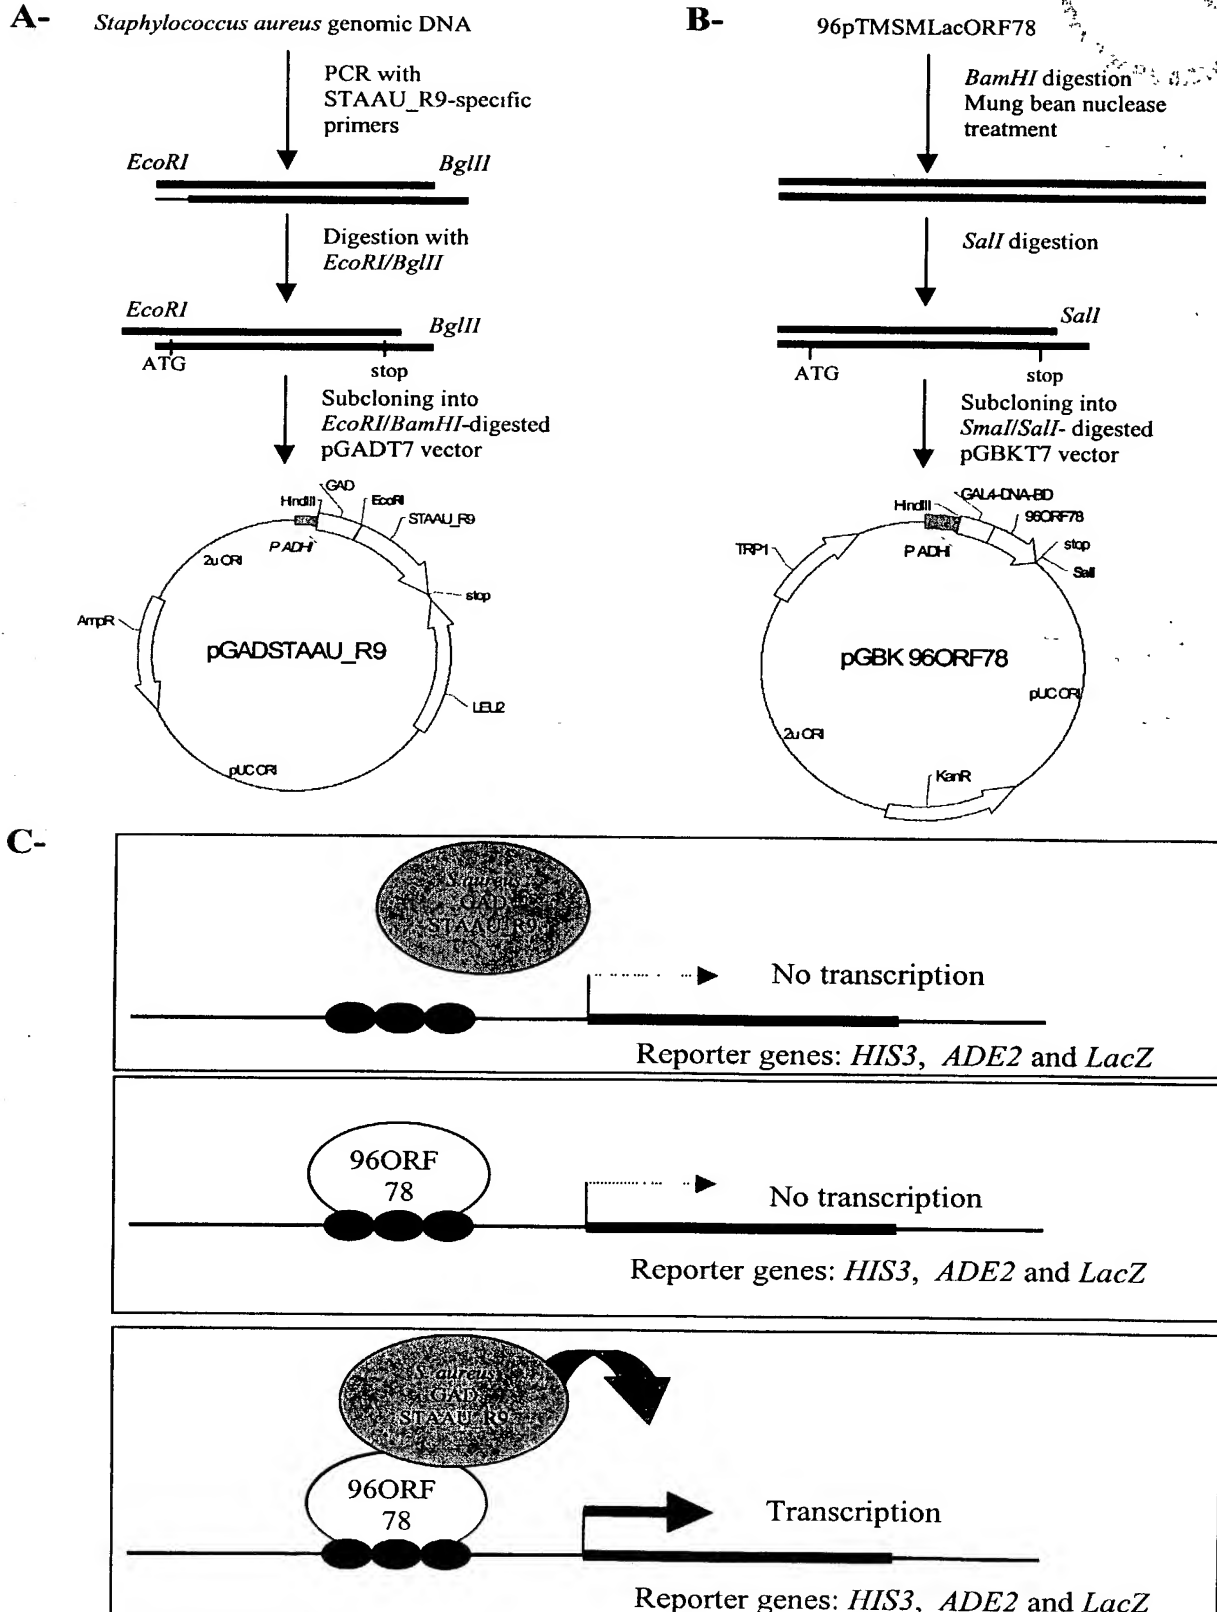 A-
Staphylococcus aureus genomic DNA
PCR with
STAAU_R9-specific
primers
EcoRI
BglII
Digestion with
EcoRI/BglII
EcoRI
BglII
ATG
stop
Subcloning into
EcoRI/BamHI-digested
pGADT7 vector
HindIII
GAD
EcoRI
STAAU_R9
P ADHi
2u ORI
stop
AmpR
pGADSTAAU_R9
LEU2
pUC ORI
B-
96pTMSMLacORF78
BamHI digestion
Mung bean nuclease
treatment
SalI digestion
SalI
ATG
stop
Subcloning into
SmaI/SalI- digested
pGBKT7 vector
HindIII
GAL4-DNA-BD
96ORF78
P ADHi
stop
SalI
TRP1
pGBK 96ORF78
pUC ORI
2u ORI
KanR
C-
S. aureus
GAD
STAAU_R9
No transcription
Reporter genes: HIS3, ADE2 and LacZ
96ORF
78
No transcription
Reporter genes: HIS3, ADE2 and LacZ
S. aureus
GAD
STAAU_R9
96ORF
78
Transcription
Reporter genes: HIS3, ADE2 and LacZ